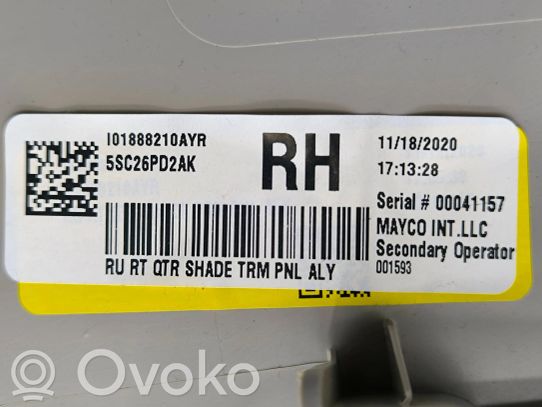 I01888210AYR
5SC26PD2AK
RH
11/18/2020
17:13:28
Serial # 00041157
MAYCO INT.LLC
Secondary Operator
001593
RU RT QTR SHADE TRM PNL ALY
OVOKO